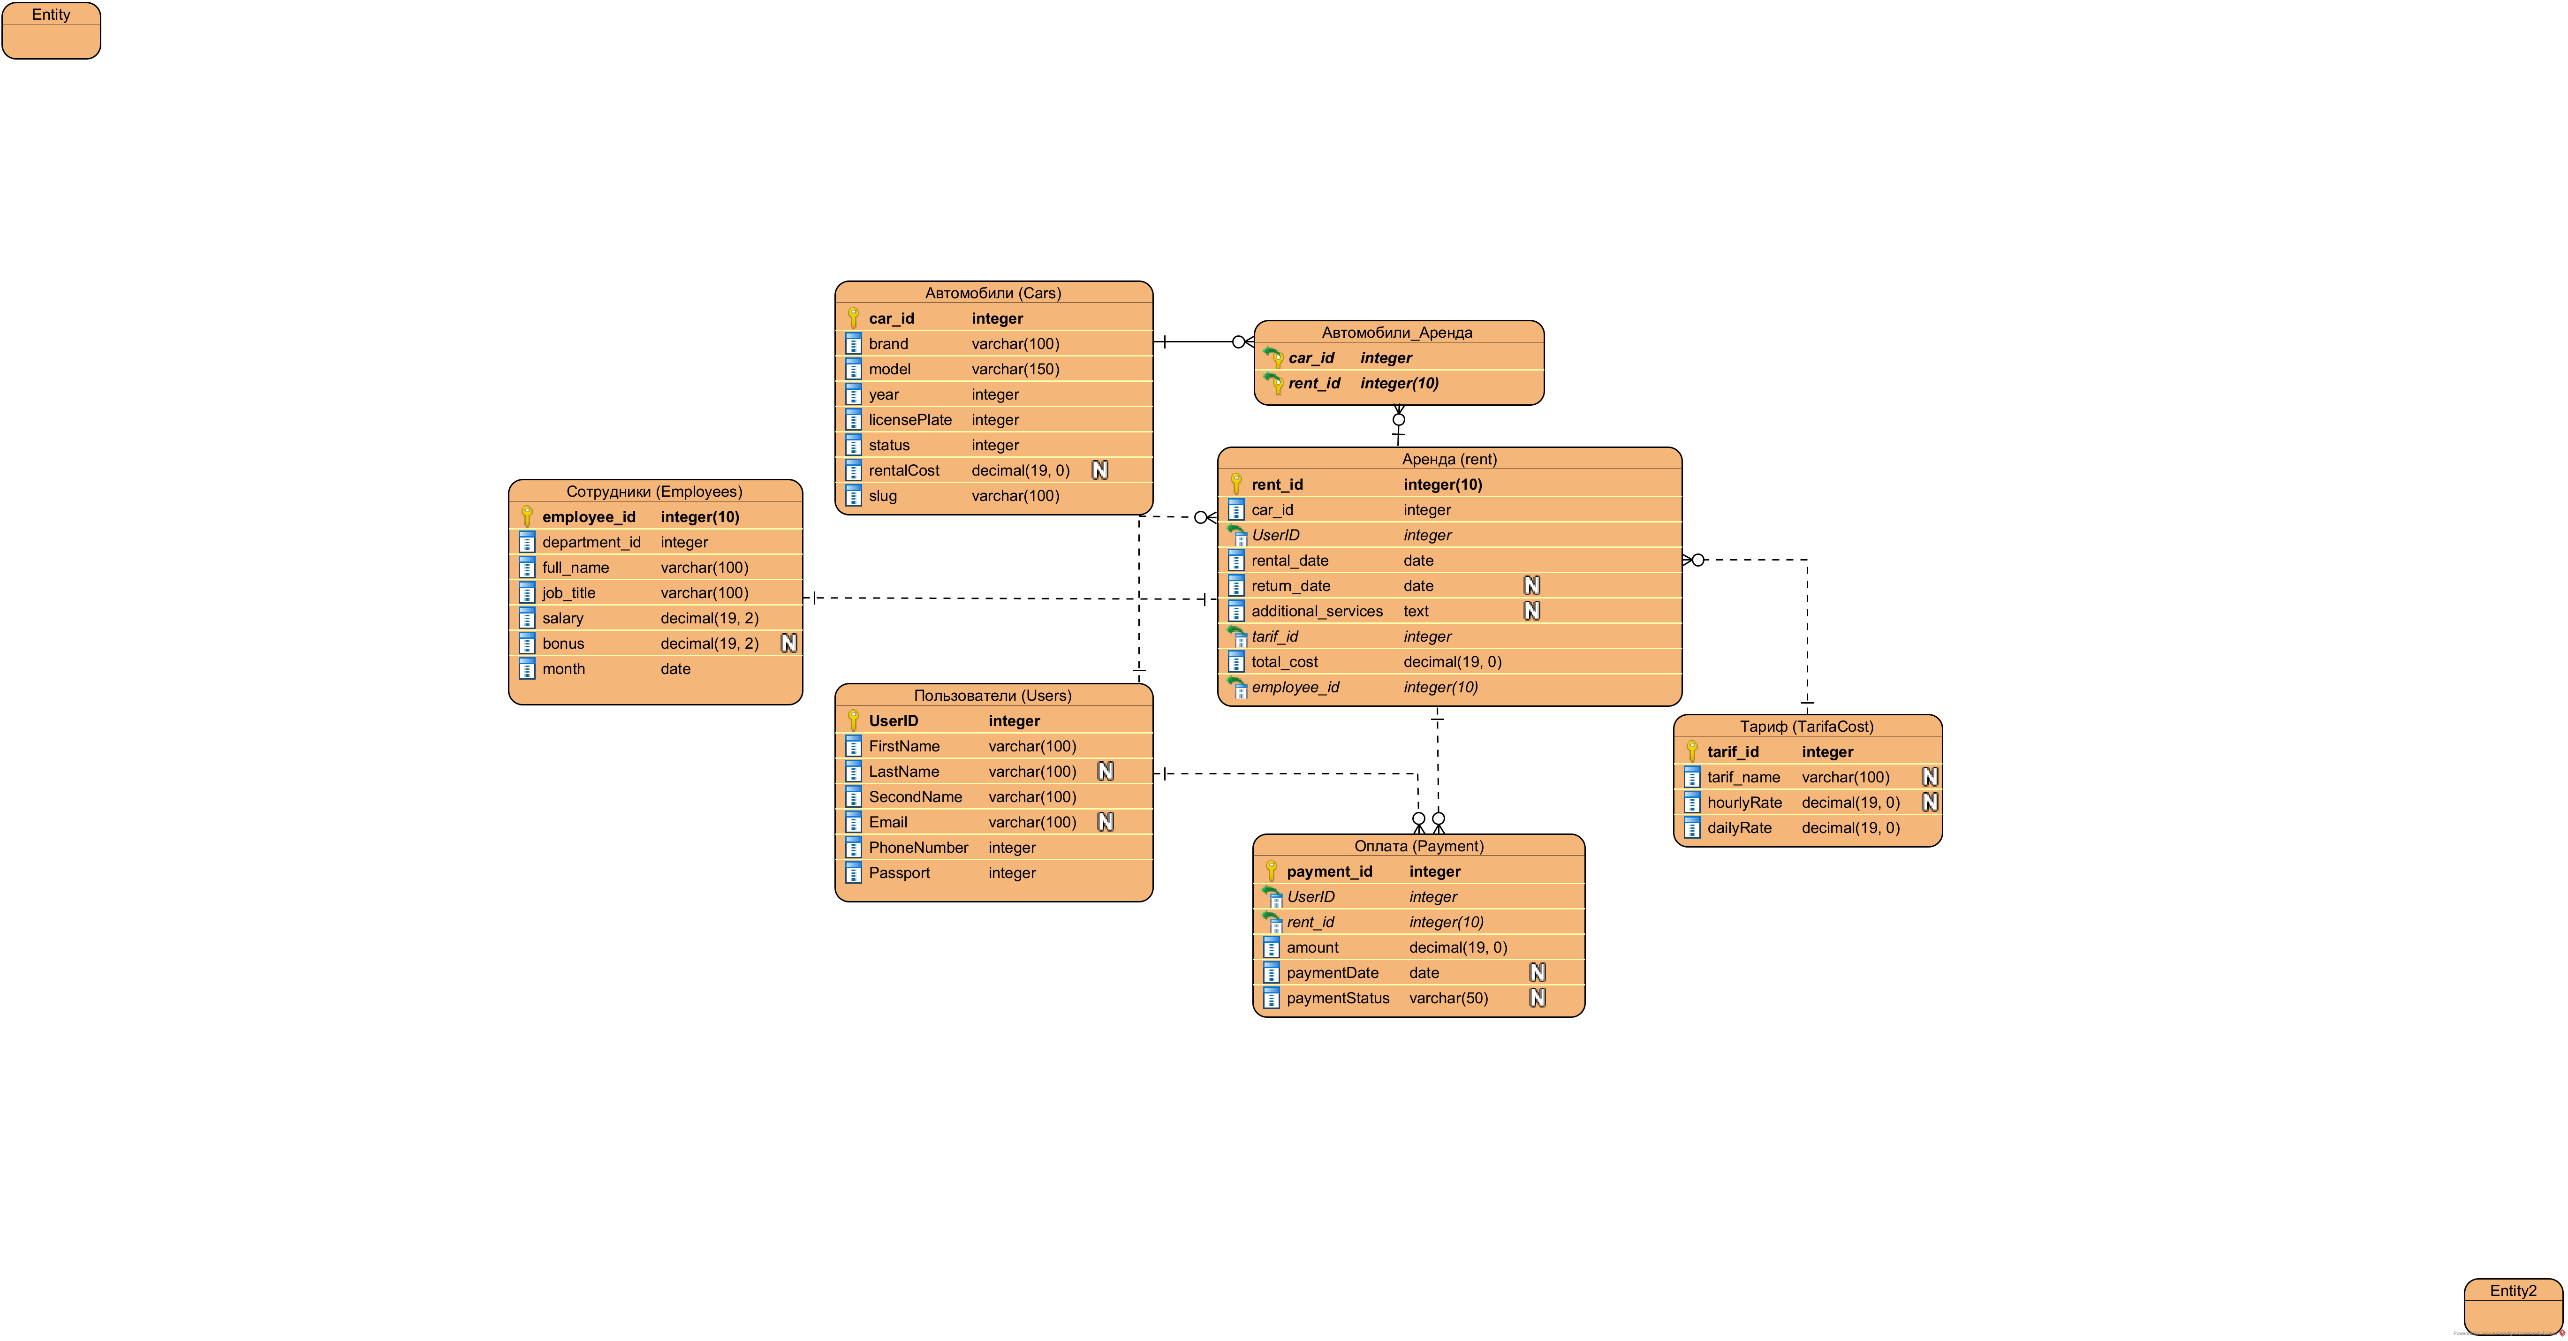 Entity
Автомобили (Cars)
car_id integer
brand varchar(100)
model varchar(150)
year integer
licensePlate integer
status integer
rentalCost decimal(19, 0) N
slug varchar(100)
Автомобили_Аренда
car_id integer
rent_id integer(10)
Сотрудники (Employees)
employee_id integer(10)
department_id integer
full_name varchar(100)
job_title varchar(100)
salary decimal(19, 2)
bonus decimal(19, 2) N
month date
Аренда (rent)
rent_id integer(10)
car_id integer
UserID integer
rental_date date
return_date date N
additional_services text N
tarif_id integer
total_cost decimal(19, 0)
employee_id integer(10)
Пользователи (Users)
UserID integer
FirstName varchar(100)
LastName varchar(100) N
SecondName varchar(100)
Email varchar(100) N
PhoneNumber integer
Passport integer
Тариф (TarifaCost)
tarif_id integer
tarif_name varchar(100) N
hourlyRate decimal(19, 0) N
dailyRate decimal(19, 0)
Оплата (Payment)
payment_id integer
UserID integer
rent_id integer(10)
amount decimal(19, 0)
paymentDate date N
paymentStatus varchar(50) N
Entity2